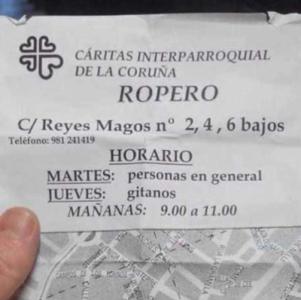 CÁRITAS INTERPARROQUIAL
DE LA CORUÑA
ROPERO
C/ Reyes Magos nº 2, 4 , 6 bajos
Teléfono: 981 241419
HORARIO
MARTES: personas en general
JUEVES: gitanos
MAÑANAS: 9.00 a 11.00